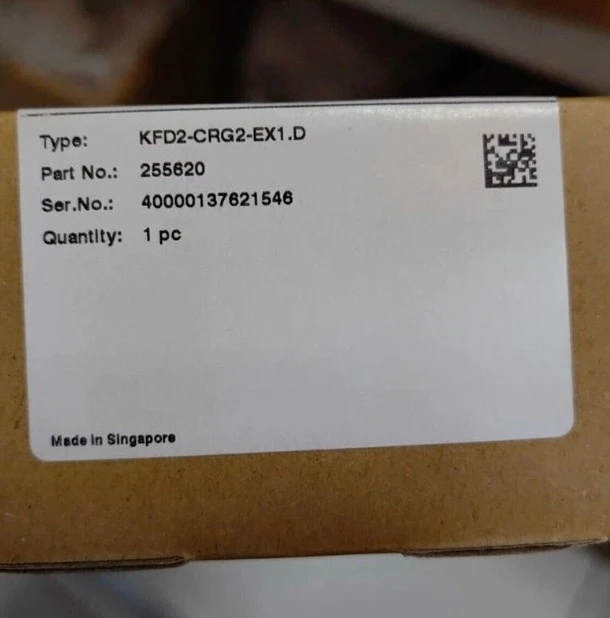 Type: KFD2-CRG2-EX1.D
Part No.: 255620
Ser.No.: 40000137621546
Quantity: 1 pc
Made in Singapore